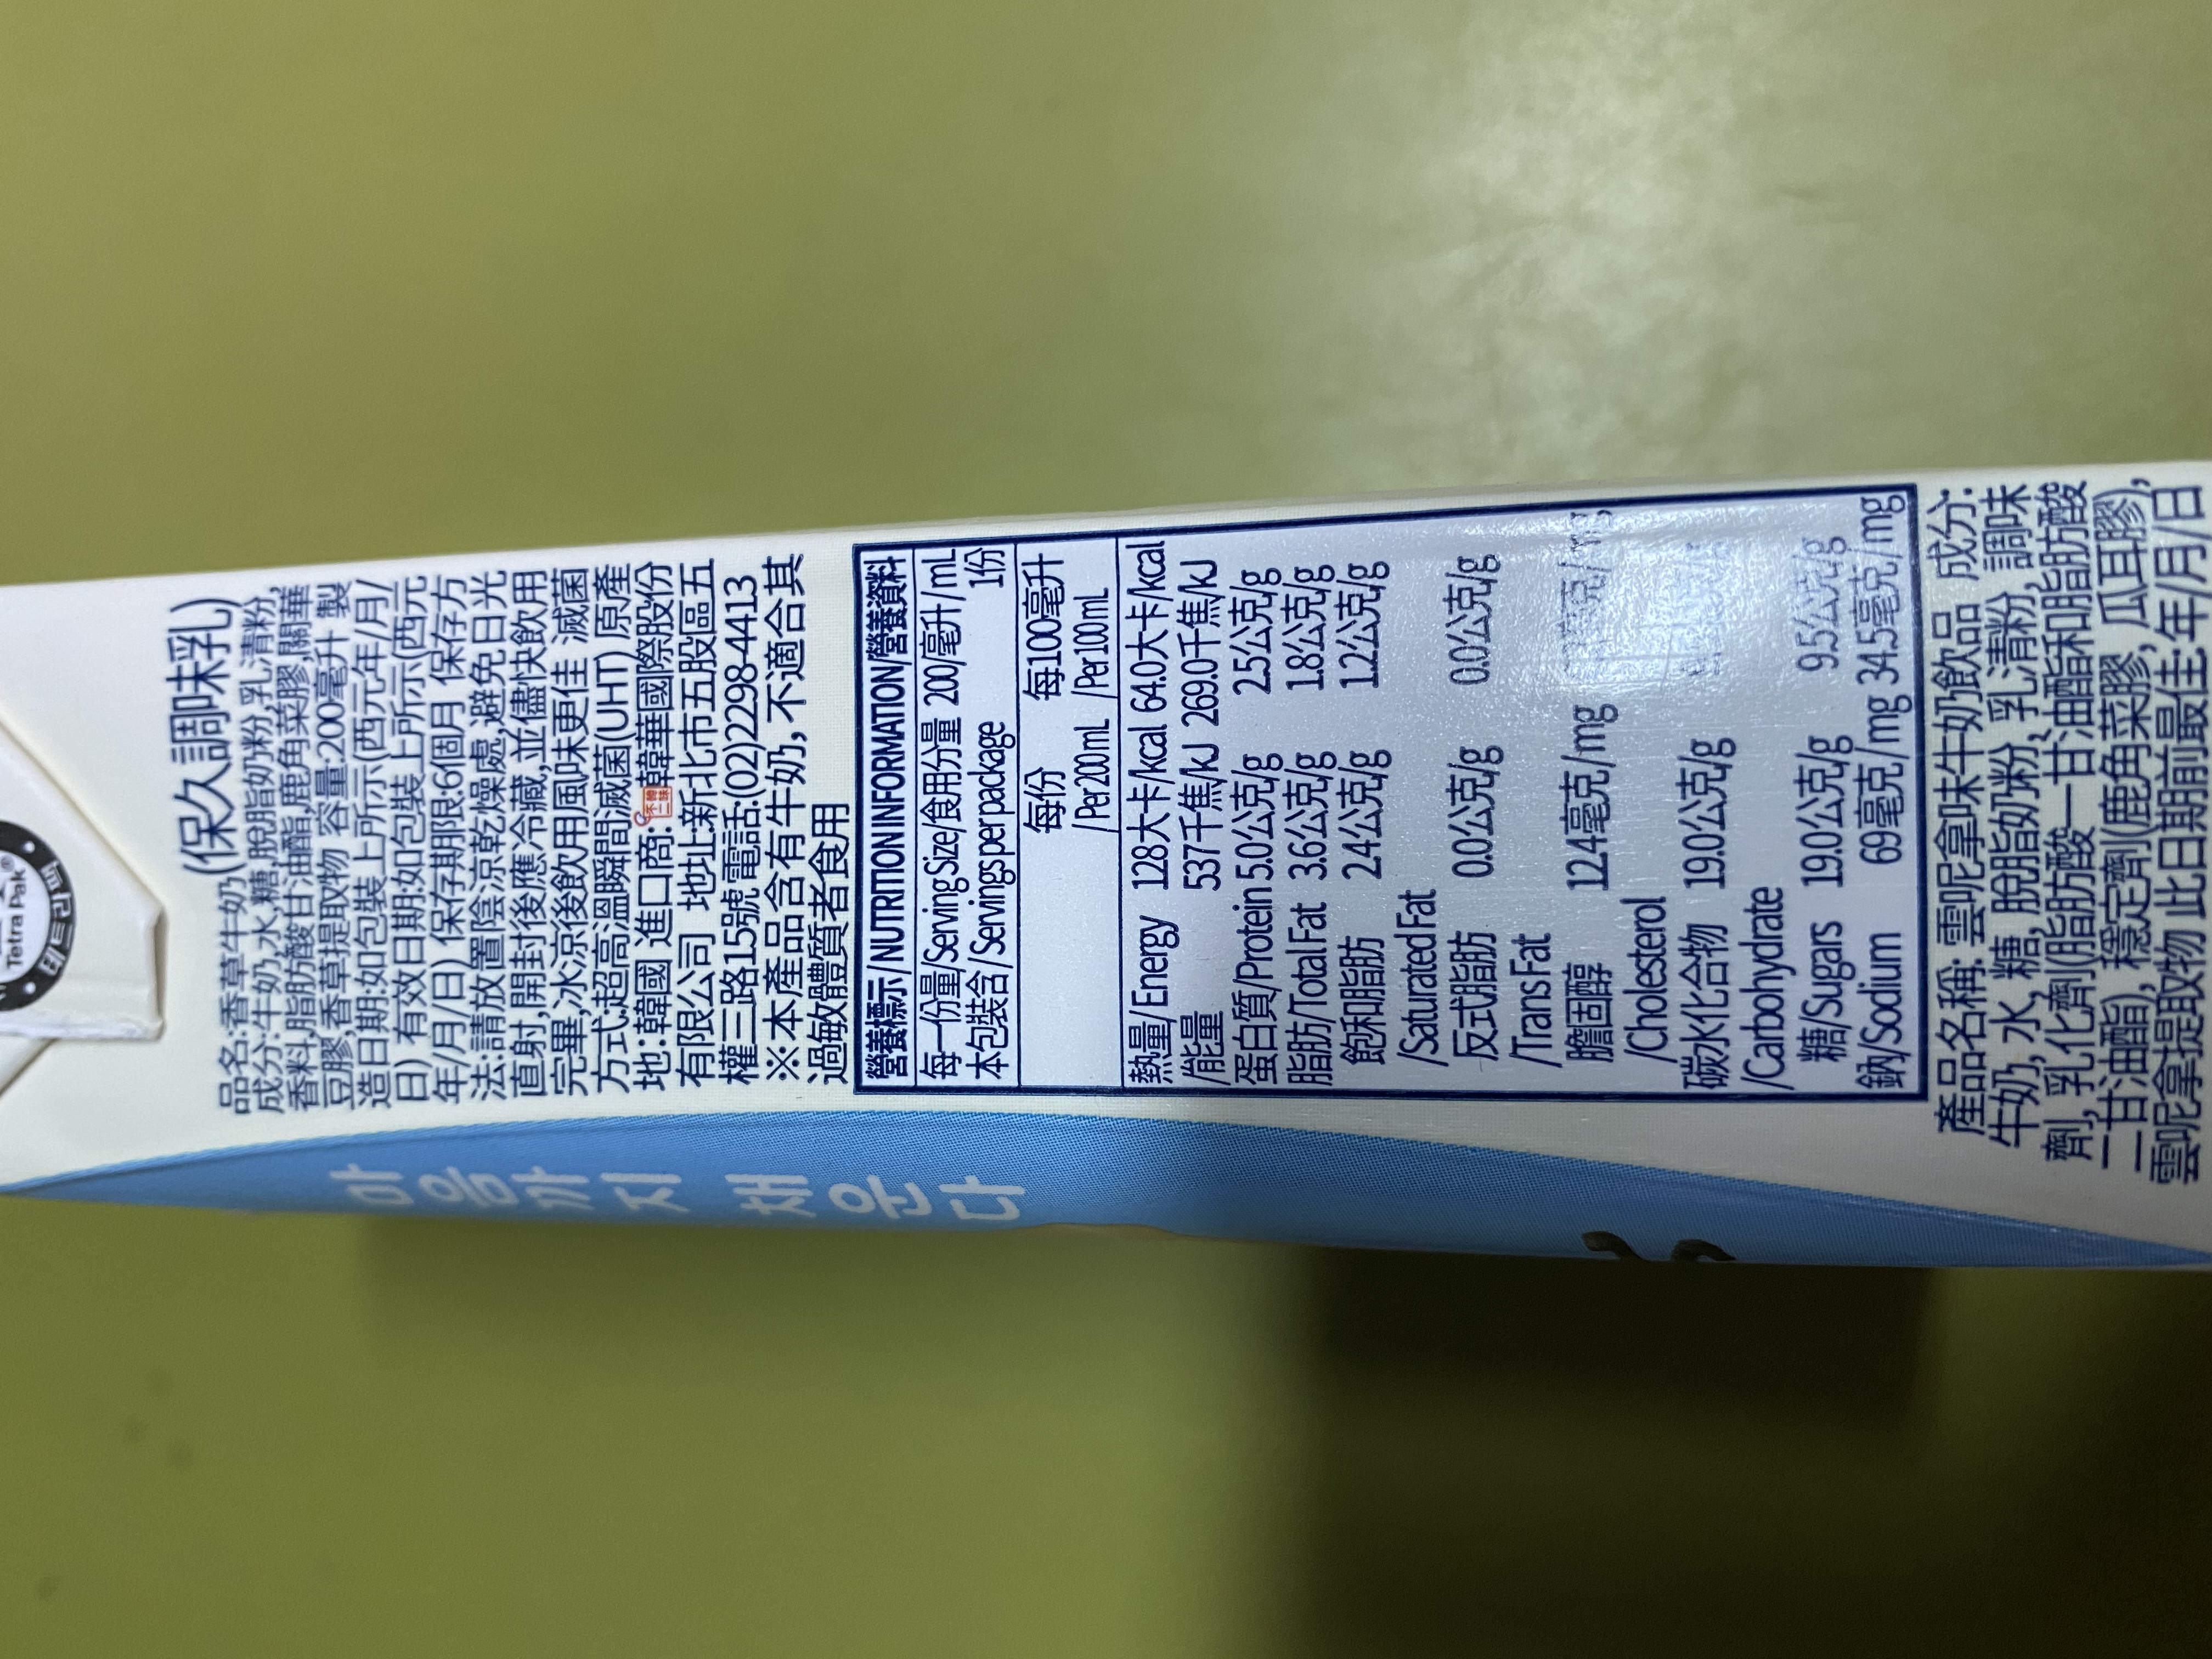 Tetra Pak®
테트라팩
(保久調味乳)
品名:香草牛奶
成分:牛奶,水,糖,脫脂奶粉,乳清粉,
香料,脂肪酸甘油酯,鹿角菜膠,關華
豆膠,香草提取物 容量:200毫升 製
造日期:如包裝上所示(西元年/月/
日) 有效日期:如包裝上所示(西元
年/月/日) 保存期限:6個月 保存方
法:請放置陰涼乾燥處,避免日光
直射,開封後應冷藏,並儘快飲用
完畢,冰涼後飲用風味更佳 滅菌
方式:超高溫瞬間滅菌(UHT) 原產
地:韓國 進口商:韓華國際股份
有限公司 地址:新北市五股區五
權三路15號 電話:(02)2298-4413
※本產品含有牛奶, 不適合其
過敏體質者食用
營養標示/NUTRITION INFORMATION/營養資料
每一份量/Serving Size/食用分量 200/毫升/mL
本包裝含/Servings per package 1份
每份 每100毫升
/Per 200mL /Per 100mL
熱量/Energy 128大卡/kcal 64.0大卡/kcal
/能量 537千焦/kJ 269.0千焦/kJ
蛋白質/Protein 5.0公克/g 2.5公克/g
脂肪/Total Fat 3.6公克/g 1.8公克/g
飽和脂肪 2.4公克/g 1.2公克/g
/Saturated Fat
反式脂肪 0.0公克/g 0.0公克/g
/Trans Fat
膽固醇 12.4毫克/mg
/Cholesterol
碳水化合物 19.0公克/g
/Carbohydrate
糖/Sugars 19.0公克/g 9.5公克/g
鈉/Sodium 69毫克/mg 34.5毫克/mg
產品名稱: 雲呢拿味牛奶飲品 成分:
牛奶, 水, 糖, 脫脂奶粉, 乳清粉, 調味
劑, 乳化劑(脂肪酸一甘油酯和脂肪酸
二甘油酯), 穩定劑(鹿角菜膠, 瓜耳膠),
雲呢拿提取物 此日期前最佳:年/月/日
마음까지 채운다